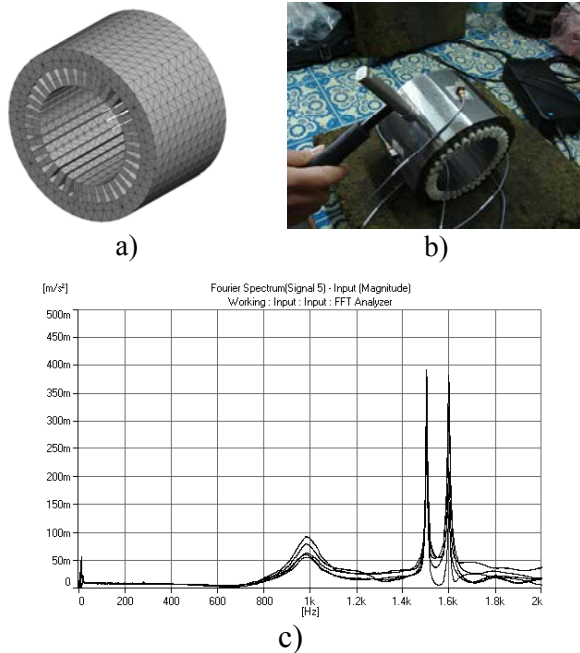 a)
b)
[m/s²]
Fourier Spectrum(Signal 5) - Input (Magnitude)
Working : Input : Input : FFT Analyzer
500m
450m
400m
350m
300m
250m
200m
150m
100m
50m
0
0 200 400 600 800 1k 1.2k 1.4k 1.6k 1.8k 2k
[Hz]
c)